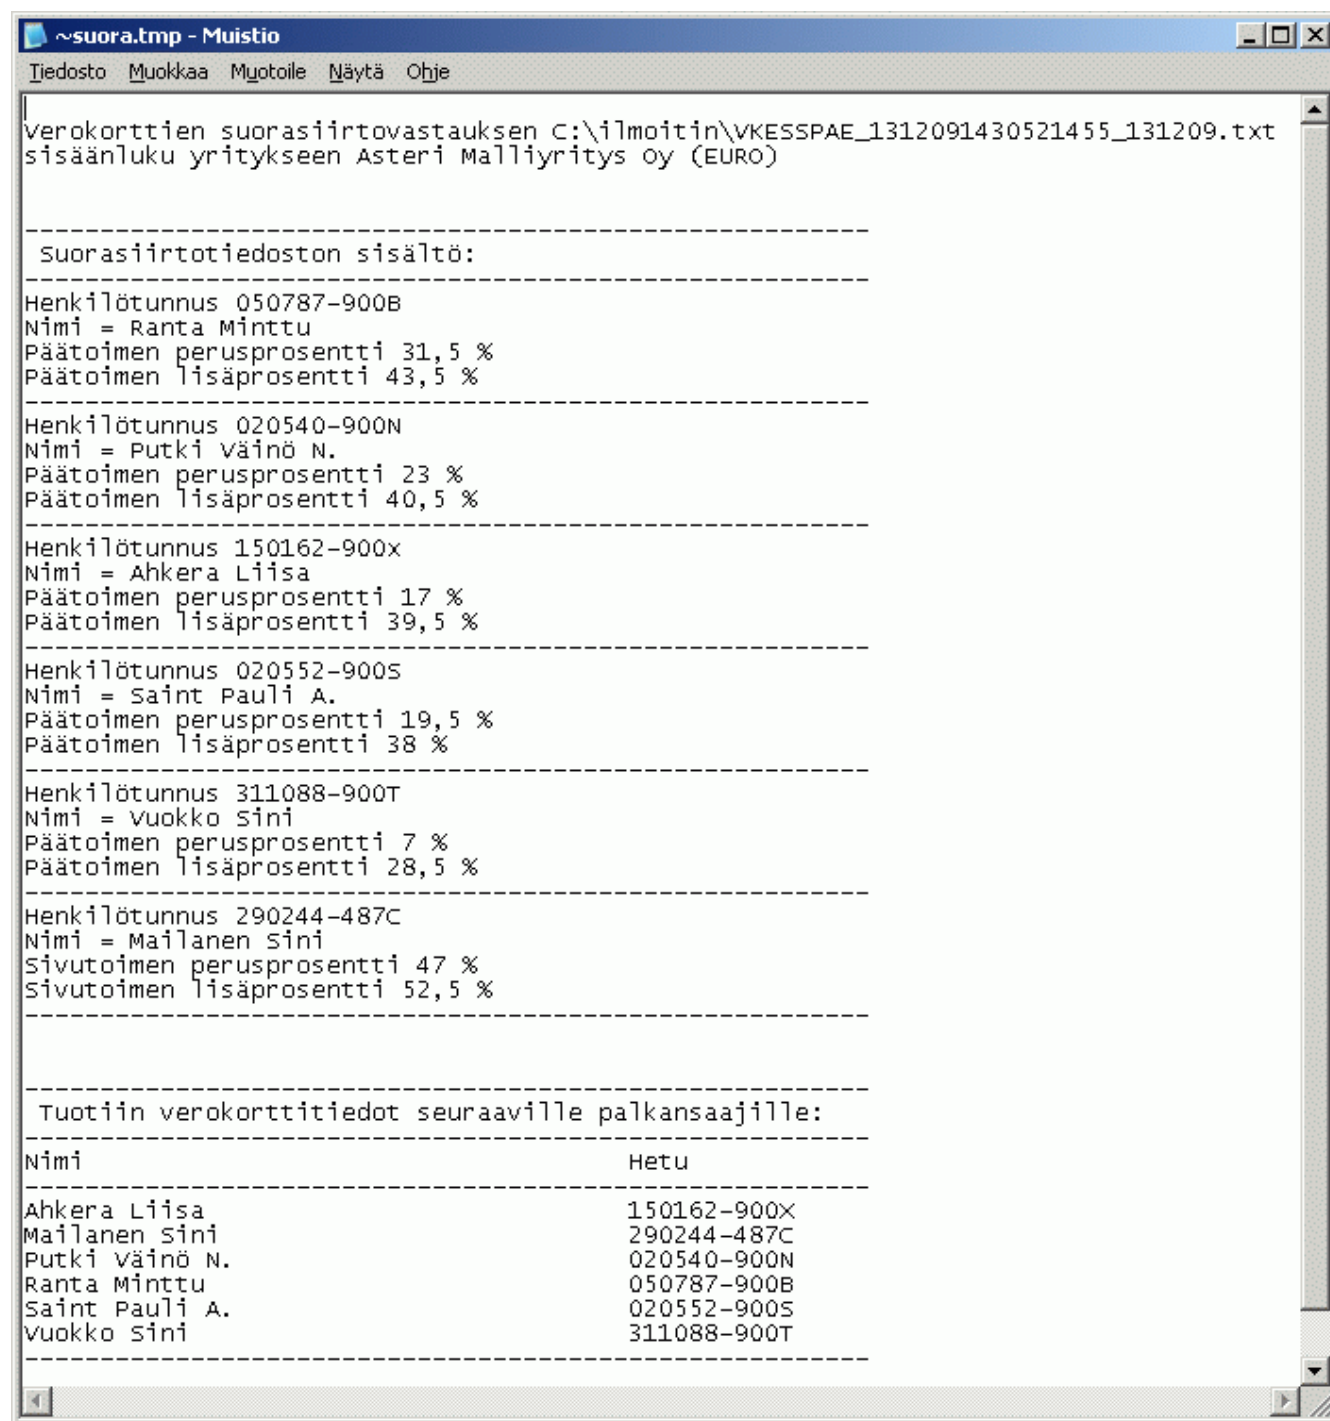 ~suora.tmp - Muistio
Tiedosto Muokkaa Muotoile Näytä Ohje
Verokorttien suorasiirtovastauksen C:\ilmoitin\VKESSPAE_1312091430521455_131209.txt
sisäänluku yritykseen Asteri Malliyritys Oy (EURO)
--------------------------------------------------------
Suorasiirtotiedoston sisältö:
--------------------------------------------------------
Henkilötunnus 050787-900B
Nimi = Ranta Minttu
Päätoimen perusprosentti 31,5 %
Päätoimen lisäprosentti 43,5 %
--------------------------------------------------------
Henkilötunnus 020540-900N
Nimi = Putki Väinö N.
Päätoimen perusprosentti 23 %
Päätoimen lisäprosentti 40,5 %
--------------------------------------------------------
Henkilötunnus 150162-900X
Nimi = Ahkera Liisa
Päätoimen perusprosentti 17 %
Päätoimen lisäprosentti 39,5 %
--------------------------------------------------------
Henkilötunnus 020552-900S
Nimi = Saint Pauli A.
Päätoimen perusprosentti 19,5 %
Päätoimen lisäprosentti 38 %
--------------------------------------------------------
Henkilötunnus 311088-900T
Nimi = Vuokko Sini
Päätoimen perusprosentti 7 %
Päätoimen lisäprosentti 28,5 %
--------------------------------------------------------
Henkilötunnus 290244-487C
Nimi = Mailanen Sini
Sivutoimen perusprosentti 47 %
Sivutoimen lisäprosentti 52,5 %
--------------------------------------------------------
--------------------------------------------------------
Tuotiin verokorttitiedot seuraaville palkansaajille:
--------------------------------------------------------
Nimi Hetu
--------------------------------------------------------
Ahkera Liisa 150162-900X
Mailanen Sini 290244-487C
Putki Väinö N. 020540-900N
Ranta Minttu 050787-900B
Saint Pauli A. 020552-900S
Vuokko Sini 311088-900T
--------------------------------------------------------